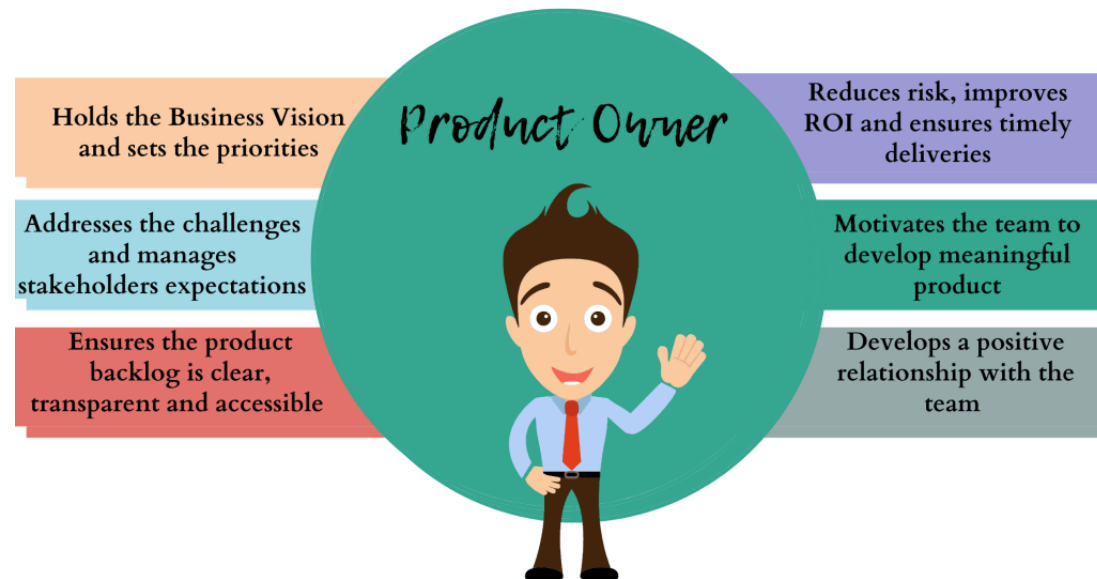 Product Owner
Holds the Business Vision
and sets the priorities
Addresses the challenges
and manages
stakeholders expectations
Ensures the product
backlog is clear,
transparent and accessible
Reduces risk, improves
ROI and ensures timely
deliveries
Motivates the team to
develop meaningful
product
Develops a positive
relationship with the
team